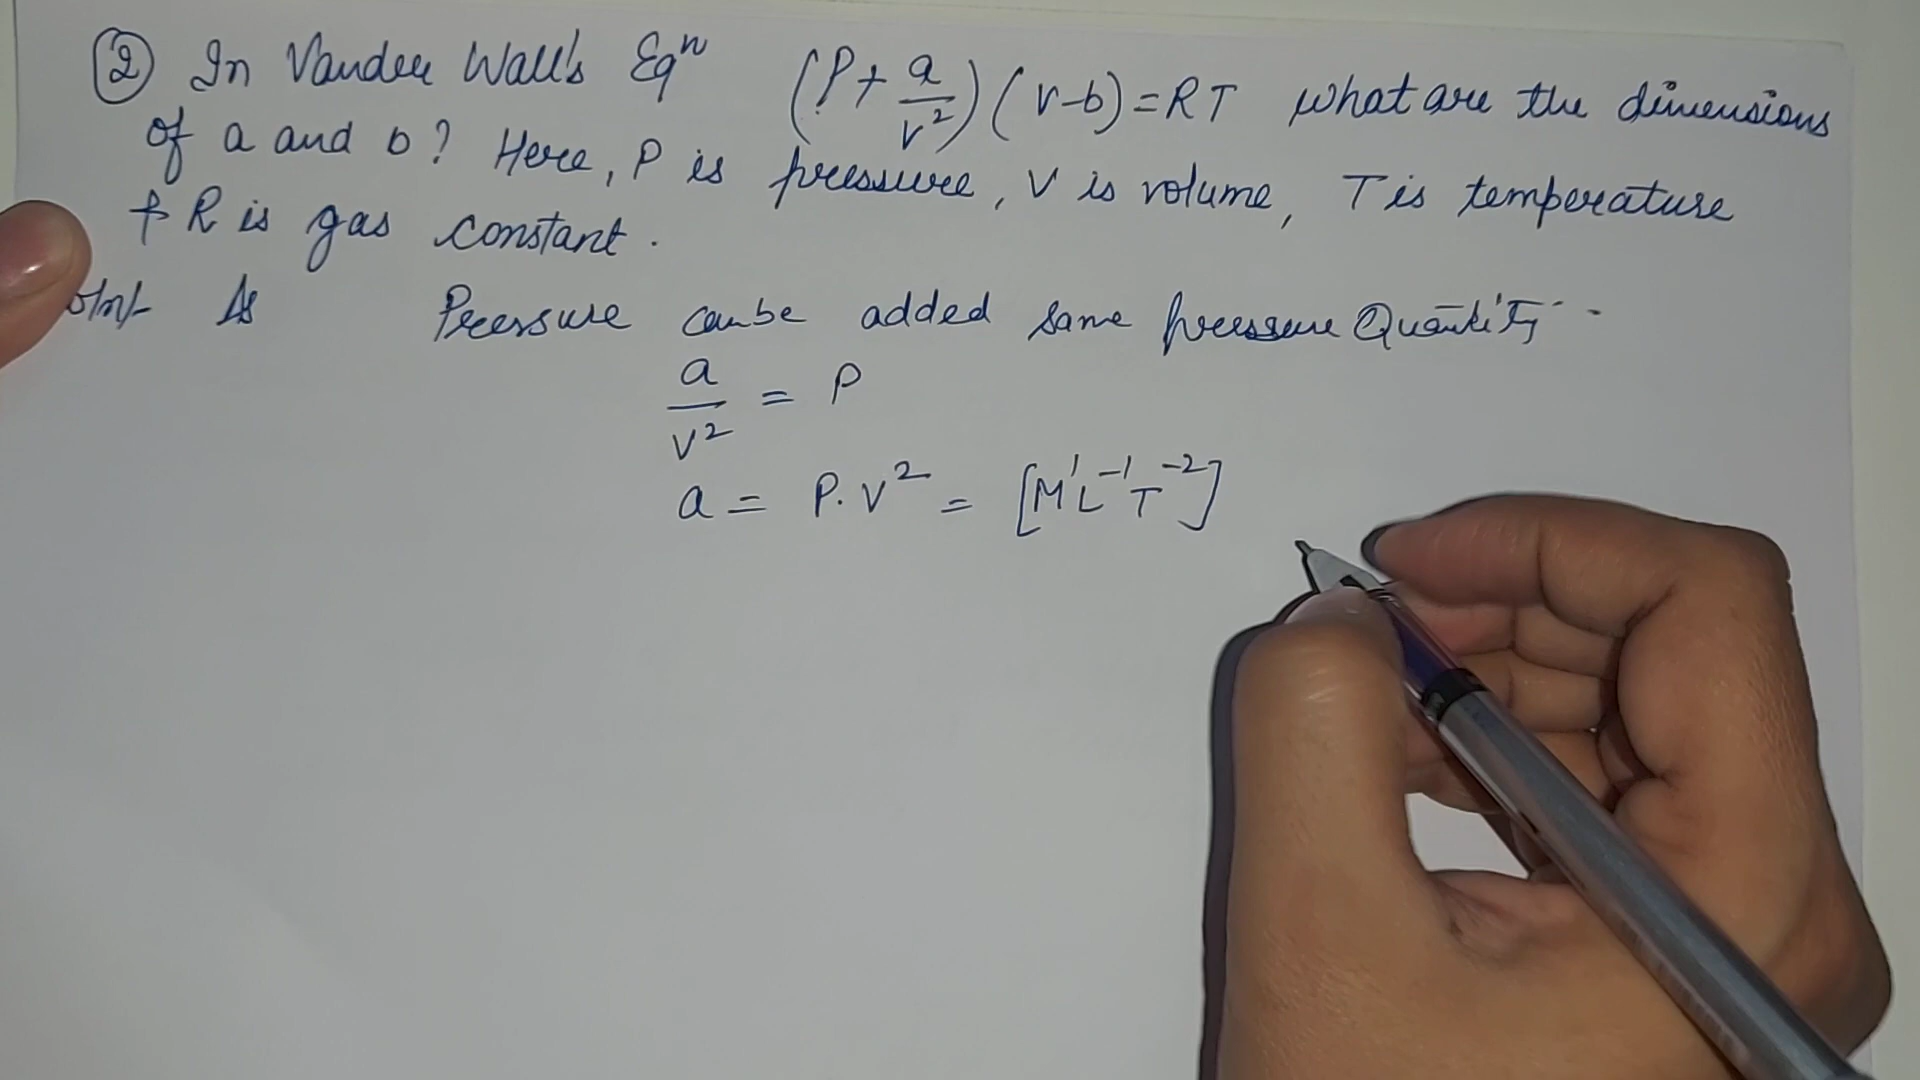 ② In Vander Wall's Eqⁿ (P + a/v²)(v-b) = RT what are the dimensions
of a and b? Here, P is pressure, V is volume, T is temperature
& R is gas constant.
As Pressure can be added same pressure Quantity.
a/v² = P
a = P.V² = [M¹L⁻¹T⁻²]